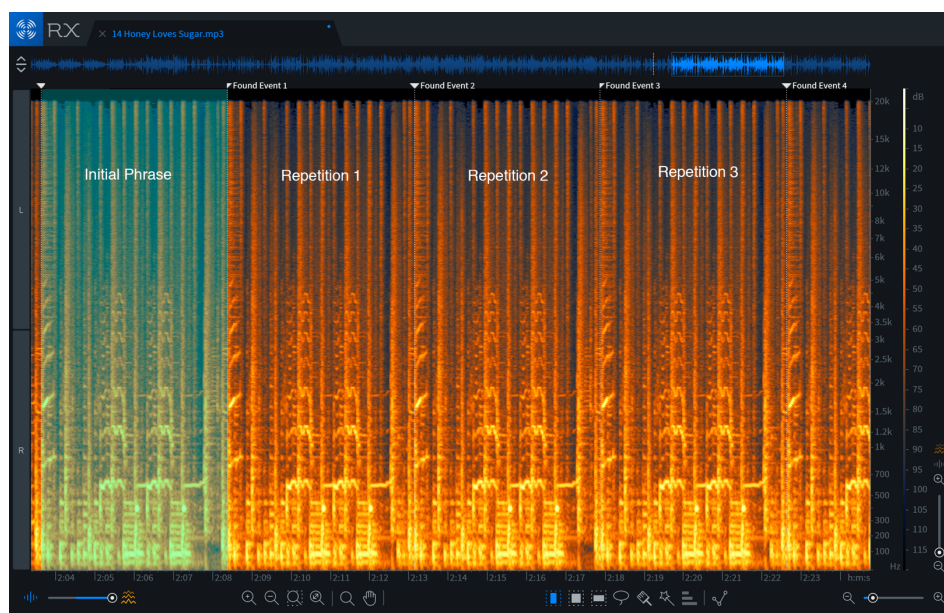 RX
14 Honey Loves Sugar.mp3
Found Event 1
Found Event 2
Found Event 3
Found Event 4
Initial Phrase
Repetition 1
Repetition 2
Repetition 3
L
R
20k
15k
12k
10k
8k
7k
6k
5k
4k
3.5k
3k
2.5k
2k
1.5k
1.2k
1k
700
500
300
200
100
Hz
dB
10
15
20
25
30
35
40
45
50
55
60
65
70
75
80
85
90
95
100
105
110
115
2:04 2:05 2:06 2:07 2:08 2:09 2:10 2:11 2:12 2:13 2:14 2:15 2:16 2:17 2:18 2:19 2:20 2:21 2:22 2:23 h:m:s